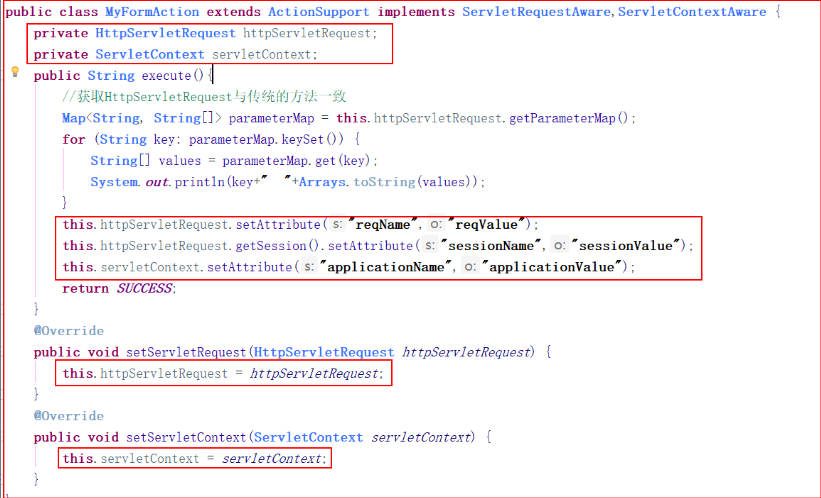 public class MyFormAction extends ActionSupport implements ServletRequestAware,ServletContextAware {
private HttpServletRequest httpServletRequest;
private ServletContext servletContext;
public String execute(){
//获取HttpServletRequest与传统的方法一致
Map<String, String[]> parameterMap = this.httpServletRequest.getParameterMap();
for (String key: parameterMap.keySet()) {
String[] values = parameterMap.get(key);
System.out.println(key+"  "+Arrays.toString(values));
}
this.httpServletRequest.setAttribute( s: "reqName", o: "reqValue");
this.httpServletRequest.getSession().setAttribute( s: "sessionName", o: "sessionValue");
this.servletContext.setAttribute( s: "applicationName", o: "applicationValue");
return SUCCESS;
}
@Override
public void setServletRequest(HttpServletRequest httpServletRequest) {
this.httpServletRequest = httpServletRequest;
}
@Override
public void setServletContext(ServletContext servletContext) {
this.servletContext = servletContext;
}
}